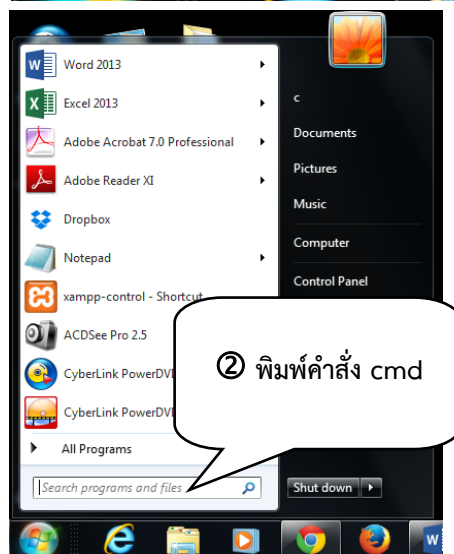 Word 2013
Excel 2013
Adobe Acrobat 7.0 Professional
Adobe Reader XI
Dropbox
Notepad
xampp-control - Shortcut
ACDSee Pro 2.5
CyberLink PowerDVD
CyberLink PowerDVD
All Programs
Search programs and files
c
Documents
Pictures
Music
Computer
Control Panel
② พิมพ์คำสั่ง cmd
Shut down